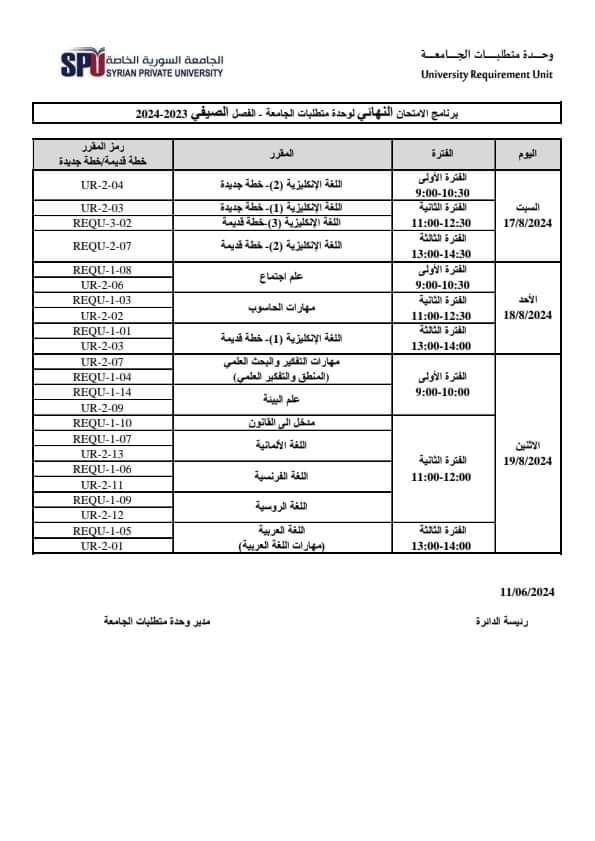 وحـدة متطلبـات الجـامعـة
University Requirement Unit
الجامعة السورية الخاصة
SPU SYRIAN PRIVATE UNIVERSITY
برنامج الامتحان النهائي لوحدة متطلبات الجامعة - الفصل الصيفي 2023-2024
اليوم الفترة المقرر رمز المقرر
خطة قديمة/خطة جديدة
السبت
17/8/2024
الفترة الأولى
9:00-10:30
اللغة الإنكليزية (2)- خطة جديدة UR-2-04
الفترة الثانية
11:00-12:30
اللغة الإنكليزية (1)- خطة جديدة UR-2-03
اللغة الإنكليزية (3)-خطة قديمة REQU-3-02
الفترة الثالثة
13:00-14:30
اللغة الإنكليزية (2)- خطة قديمة REQU-2-07
الأحد
18/8/2024
الفترة الأولى
9:00-10:30
علم اجتماع REQU-1-08
UR-2-06
الفترة الثانية
11:00-12:30
مهارات الحاسوب REQU-1-03
UR-2-02
الفترة الثالثة
13:00-14:00
اللغة الإنكليزية (1)- خطة قديمة REQU-1-01
UR-2-03
الاثنين
19/8/2024
الفترة الأولى
9:00-10:00
مهارات التفكير والبحث العلمي UR-2-07
(المنطق والتفكير العلمي) REQU-1-04
علم البيئة REQU-1-14
UR-2-09
الفترة الثانية
11:00-12:00
مدخل الى القانون REQU-1-10
اللغة الألمانية REQU-1-07
UR-2-13
اللغة الفرنسية REQU-1-06
UR-2-11
اللغة الروسية REQU-1-09
UR-2-12
الفترة الثالثة
13:00-14:00
اللغة العربية REQU-1-05
(مهارات اللغة العربية) UR-2-01
11/06/2024
رئيسة الدائرة
مدير وحدة متطلبات الجامعة